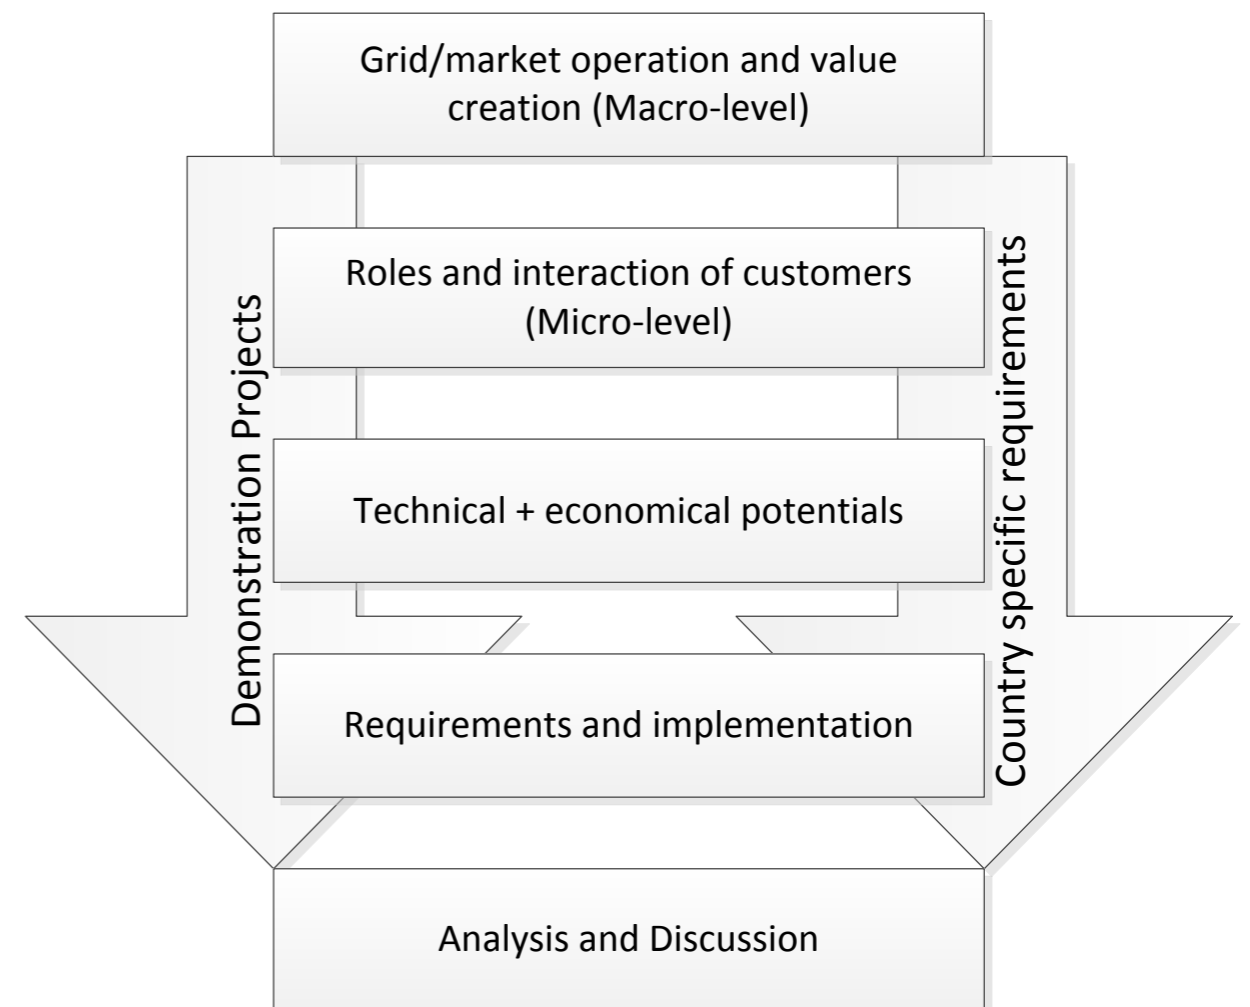 Grid/market operation and value
creation (Macro-level)
Roles and interaction of customers
(Micro-level)
Demonstration Projects
Country specific requirements
Technical + economical potentials
Requirements and implementation
Analysis and Discussion